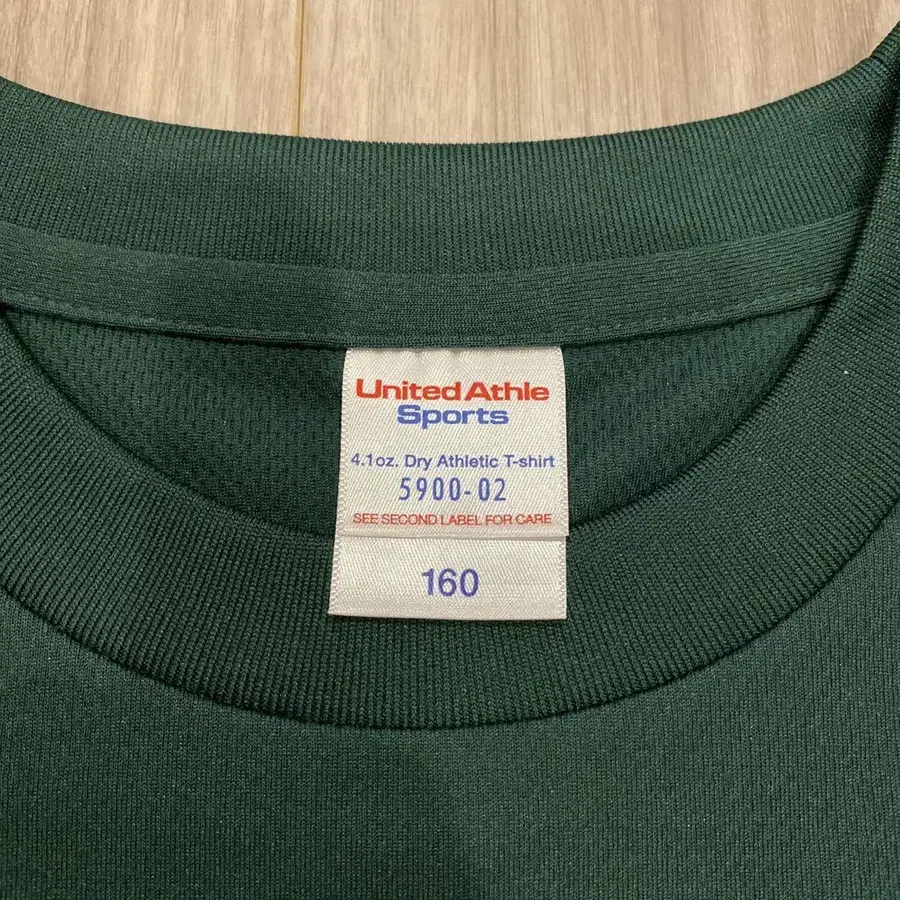 United Athle
Sports
4.1oz. Dry Athletic T-shirt
5900-02
SEE SECOND LABEL FOR CARE
160